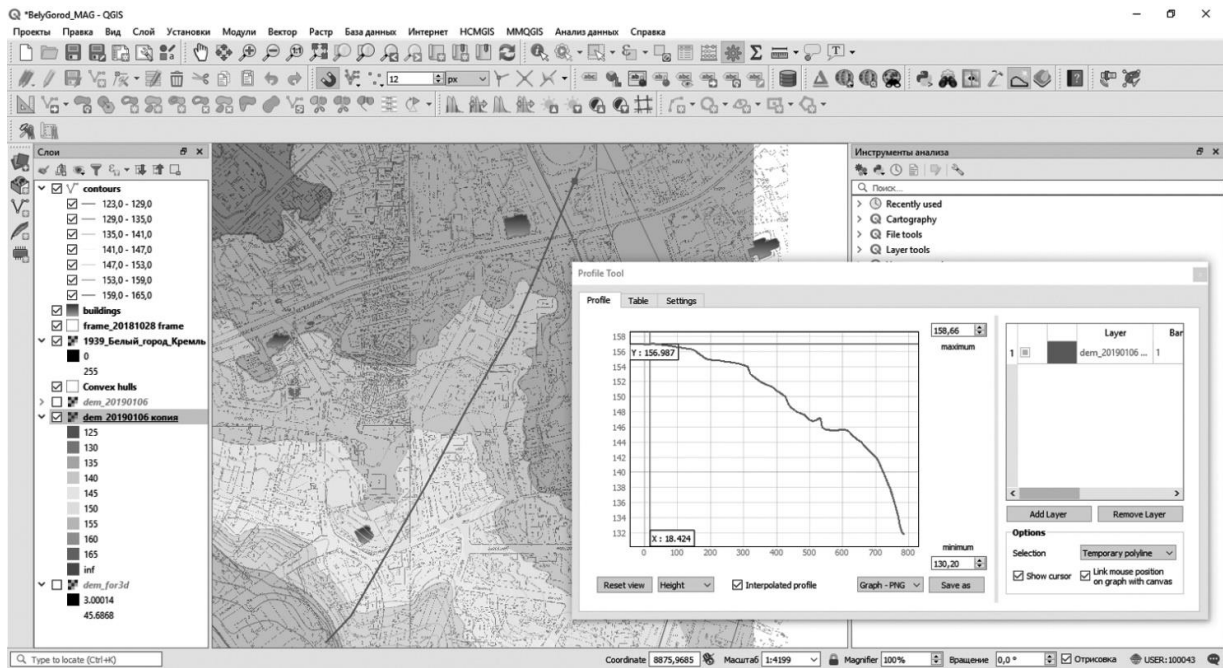 *BelyGorod_MAG - QGIS
Проекты Правка Вид Слой Установки Модули Вектор Растр База данных Интернет HCMGIS MMQGIS Анализ данных Справка
12 px
Слои
contours
123,0 - 129,0
129,0 - 135,0
135,0 - 141,0
141,0 - 147,0
147,0 - 153,0
153,0 - 159,0
159,0 - 165,0
buildings
frame_20181028 frame
1939_Белый_город_Кремль
0
255
Convex hulls
dem_20190106
dem_20190106 копия
125
130
135
140
145
150
155
160
165
inf
dem_for3d
3.00014
45.6868
Инструменты анализа
Поиск...
Recently used
Cartography
File tools
Layer tools
Profile Tool
Profile Table Settings
158
156
154
152
150
148
146
144
142
140
138
136
134
132
Y : 156.987
X : 18.424
0 100 200 300 400 500 600 700 800
158,66
maximum
minimum
130,20
Reset view Height Interpolated profile Graph - PNG Save as
Layer Bar
1 dem_20190106 ... 1
Add Layer Remove Layer
Options
Selection Temporary polyline
Show cursor Link mouse position
on graph with canvas
Type to locate (Ctrl+K) Coordinate 8875,9685 Масштаб 1:4199 Magnifier 100% Вращение 0,0 ° Отрисовка USER:100043